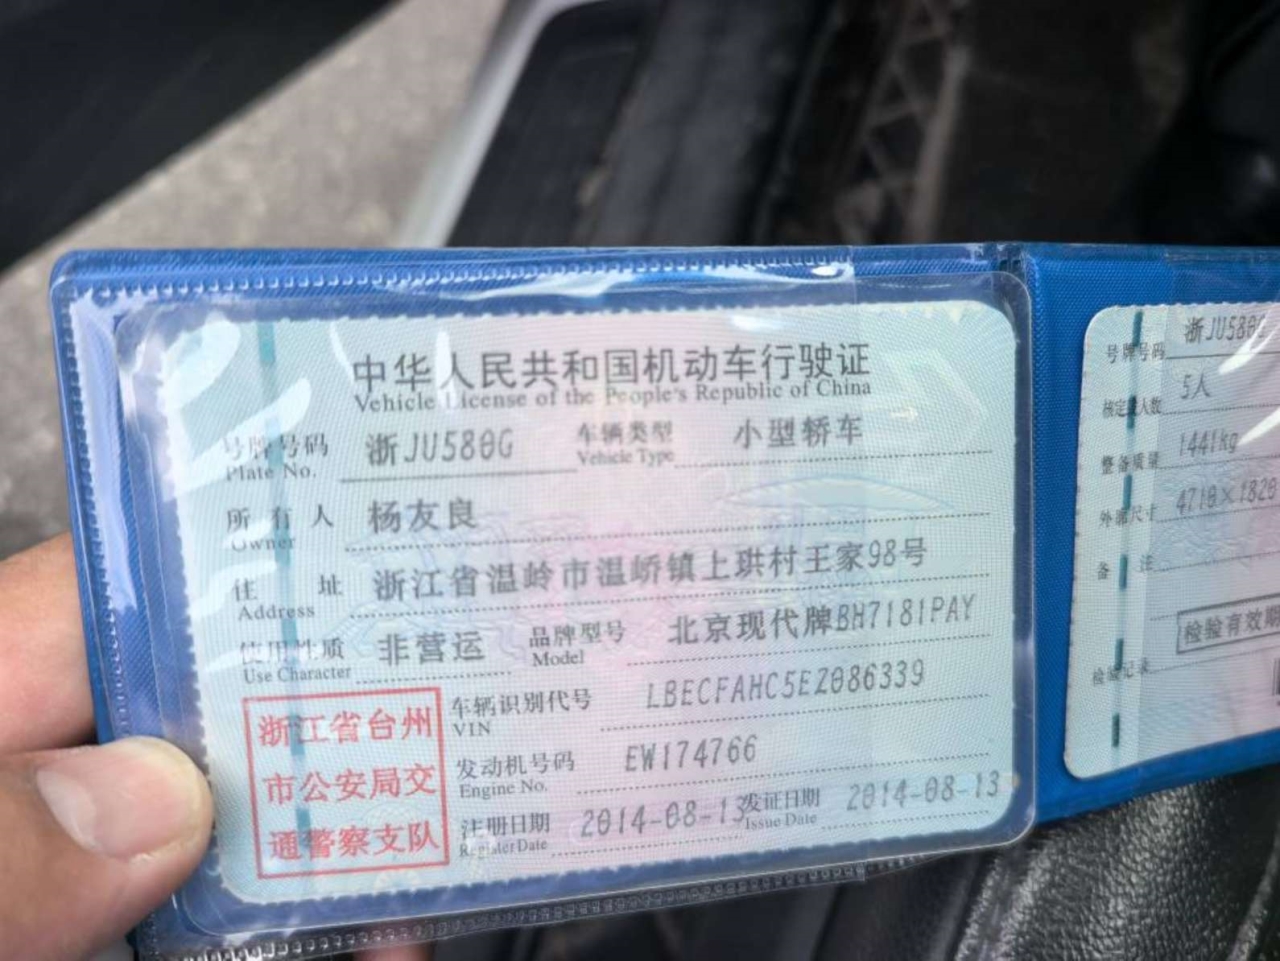 中华人民共和国机动车行驶证
Vehicle License of the People's Republic of China
号牌号码 浙JU580G 车辆类型 小型轿车
Plate No. Vehicle Type
所有人 杨友良
Owner
住址 浙江省温岭市温峤镇上珙村王家98号
Address
使用性质 非营运 品牌型号 北京现代牌BH7181PAY
Use Character Model
浙江省台州
市公安局交
通警察支队
车辆识别代号 LBECFAHC5EZ086339
VIN
发动机号码 EW174766
Engine No.
注册日期 2014-08-13 发证日期 2014-08-13
Register Date Issue Date
号牌号码 浙JU580G
核定载人数 5人
整备质量 1441kg
外廓尺寸 4710×1820
备注
检验有效期
检验记录